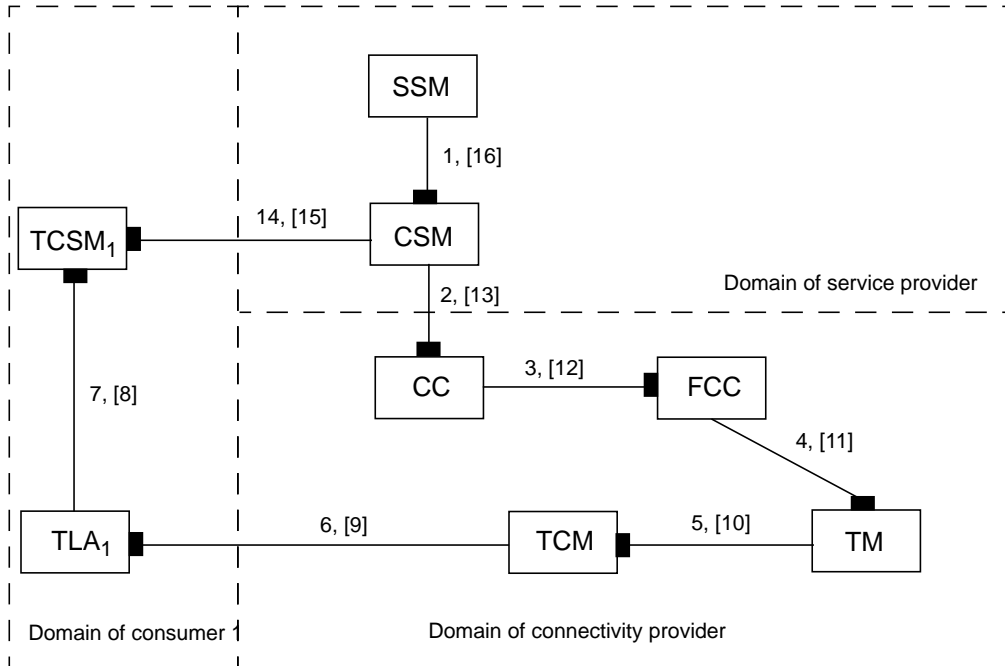 SSM
1, [16]
14, [15]
TCSM₁
CSM
Domain of service provider
2, [13]
3, [12]
CC
FCC
7, [8]
4, [11]
6, [9]
5, [10]
TLA₁
TCM
TM
Domain of consumer 1
Domain of connectivity provider